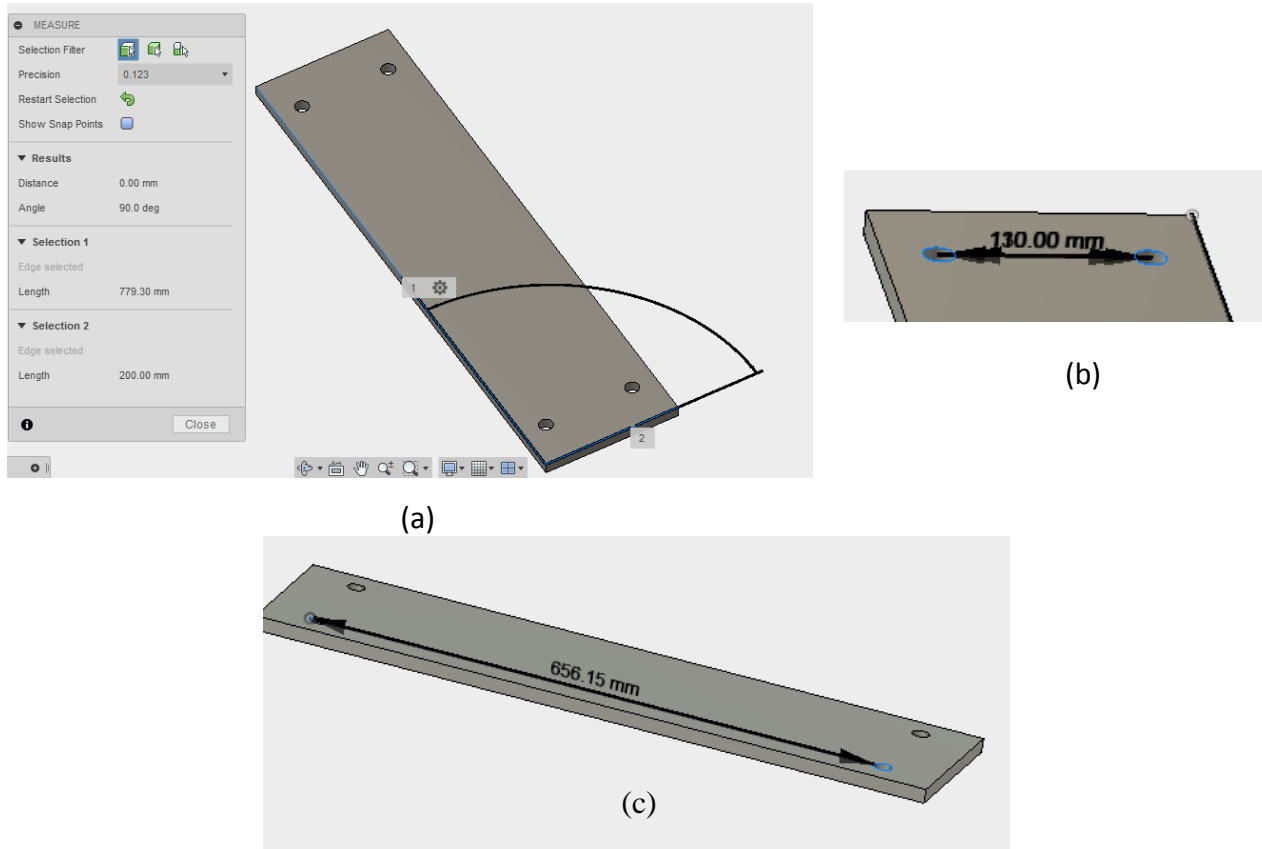 MEASURE
Selection Filter
Precision 0.123
Restart Selection
Show Snap Points
Results
Distance 0.00 mm
Angle 90.0 deg
Selection 1
Edge selected
Length 779.30 mm
Selection 2
Edge selected
Length 200.00 mm
Close
1
2
(a)
130.00 mm
(b)
656.15 mm
(c)